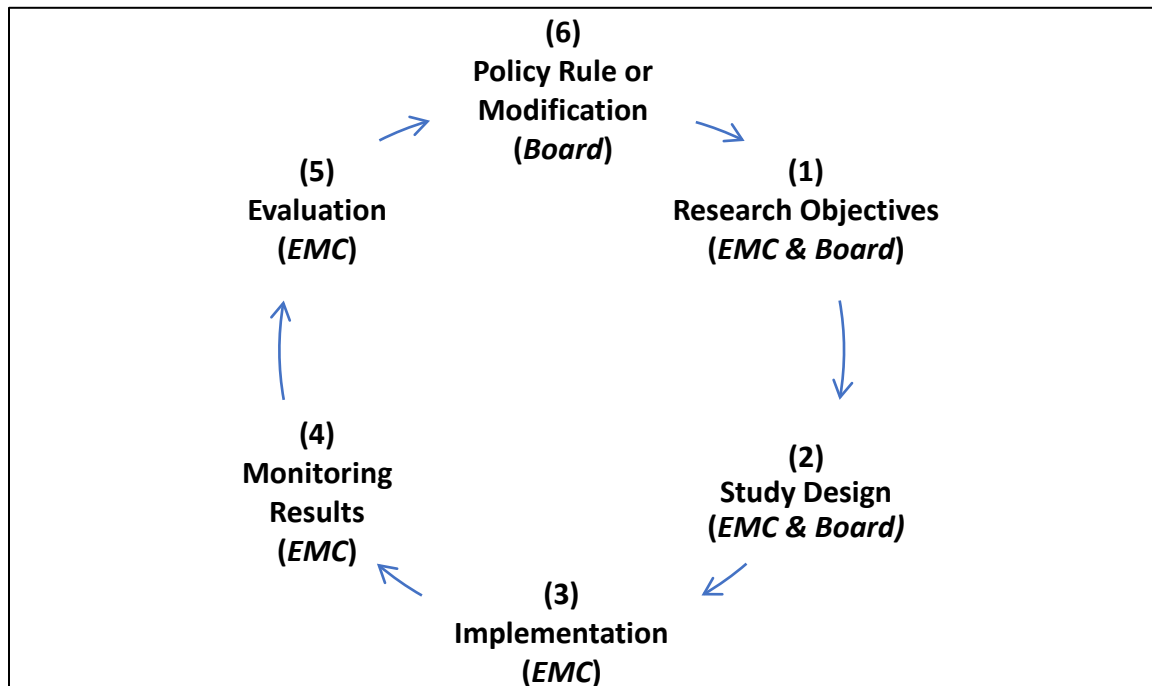 (6)
Policy Rule or
Modification
(Board)
(1)
Research Objectives
(EMC & Board)
(2)
Study Design
(EMC & Board)
(3)
Implementation
(EMC)
(4)
Monitoring
Results
(EMC)
(5)
Evaluation
(EMC)